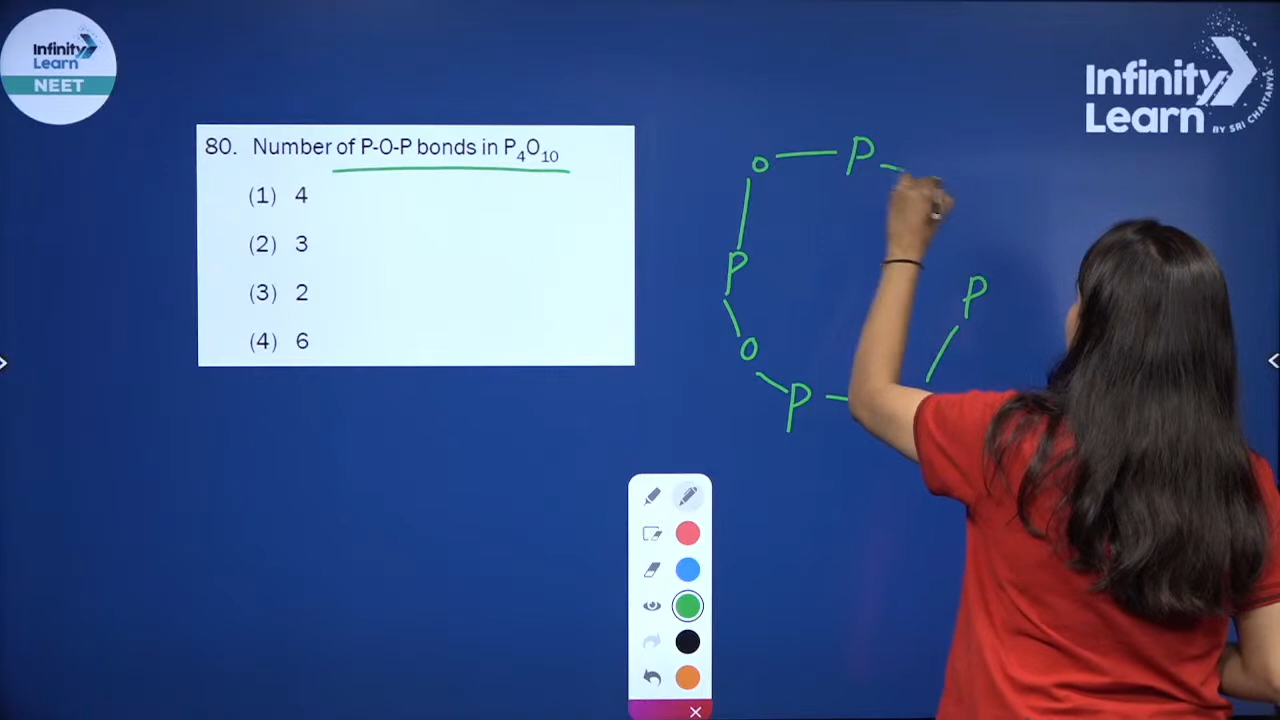 Infinity
Learn
NEET
Infinity
Learn
BY SRI CHAITANYA
80. Number of P-O-P bonds in P₄O₁₀
(1) 4
(2) 3
(3) 2
(4) 6
O — P —
P
P
O
P —